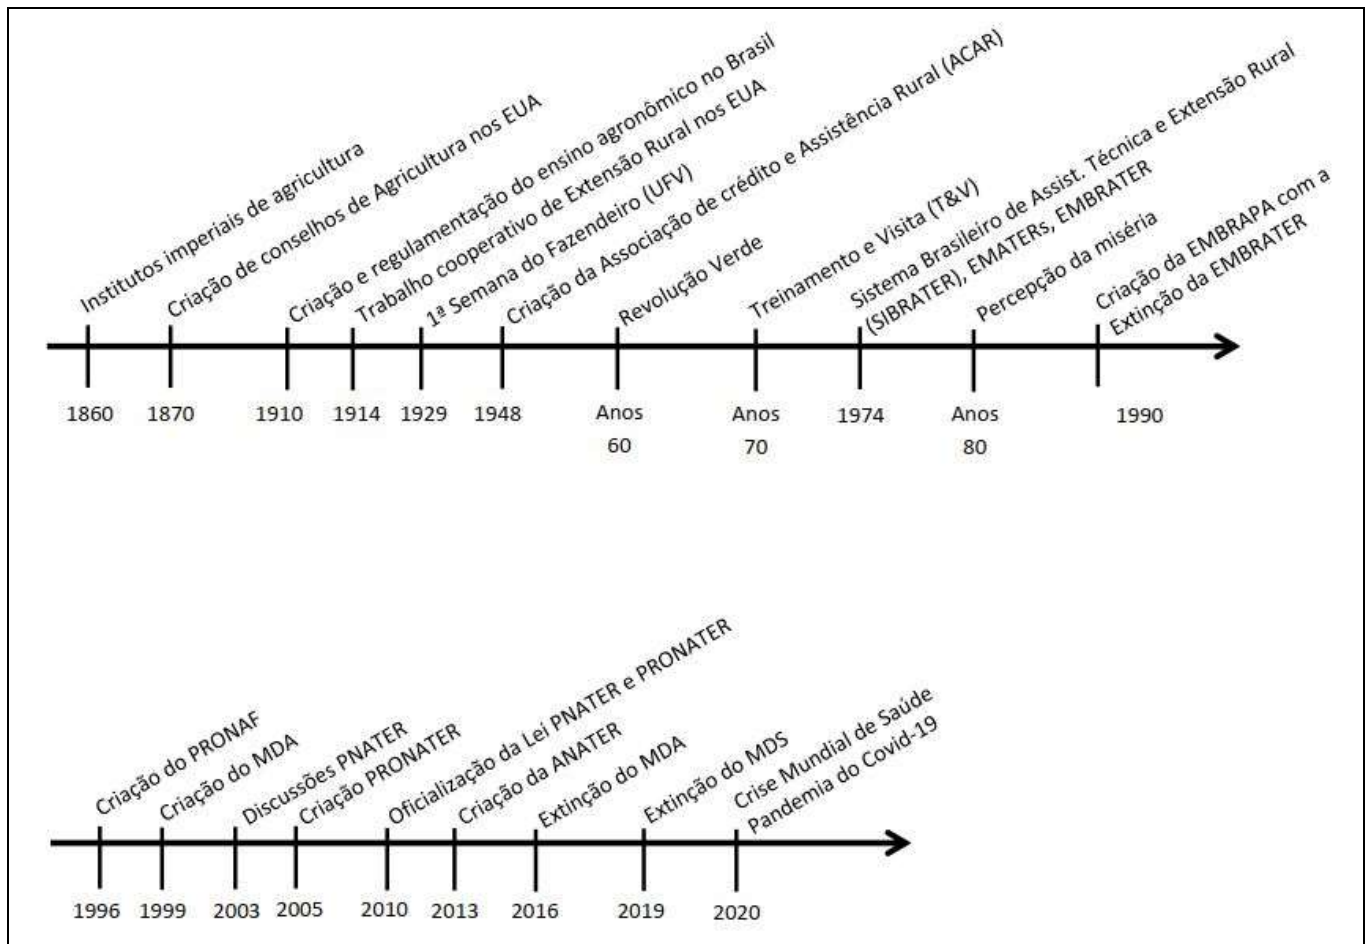 Institutos imperiais de agricultura
Criação de conselhos de Agricultura nos EUA
Criação e regulamentação do ensino agronômico no Brasil
Trabalho cooperativo de Extensão Rural nos EUA
1ª Semana do Fazendeiro (UFV)
Criação da Associação de crédito e Assistência Rural (ACAR)
Revolução Verde
Treinamento e Visita (T&V)
Sistema Brasileiro de Assist. Técnica e Extensão Rural
(SIBRATER), EMATERs, EMBRATER
Percepção da miséria
Criação da EMBRAPA com a
Extinção da EMBRATER
1860
1870
1910
1914
1929
1948
Anos
60
Anos
70
1974
Anos
80
1990
Criação do PRONAF
Criação do MDA
Discussões PNATER
Criação PRONATER
Oficialização da Lei PNATER e PRONATER
Criação da ANATER
Extinção do MDA
Extinção do MDS
Crise Mundial de Saúde
Pandemia do Covid-19
1996
1999
2003
2005
2010
2013
2016
2019
2020